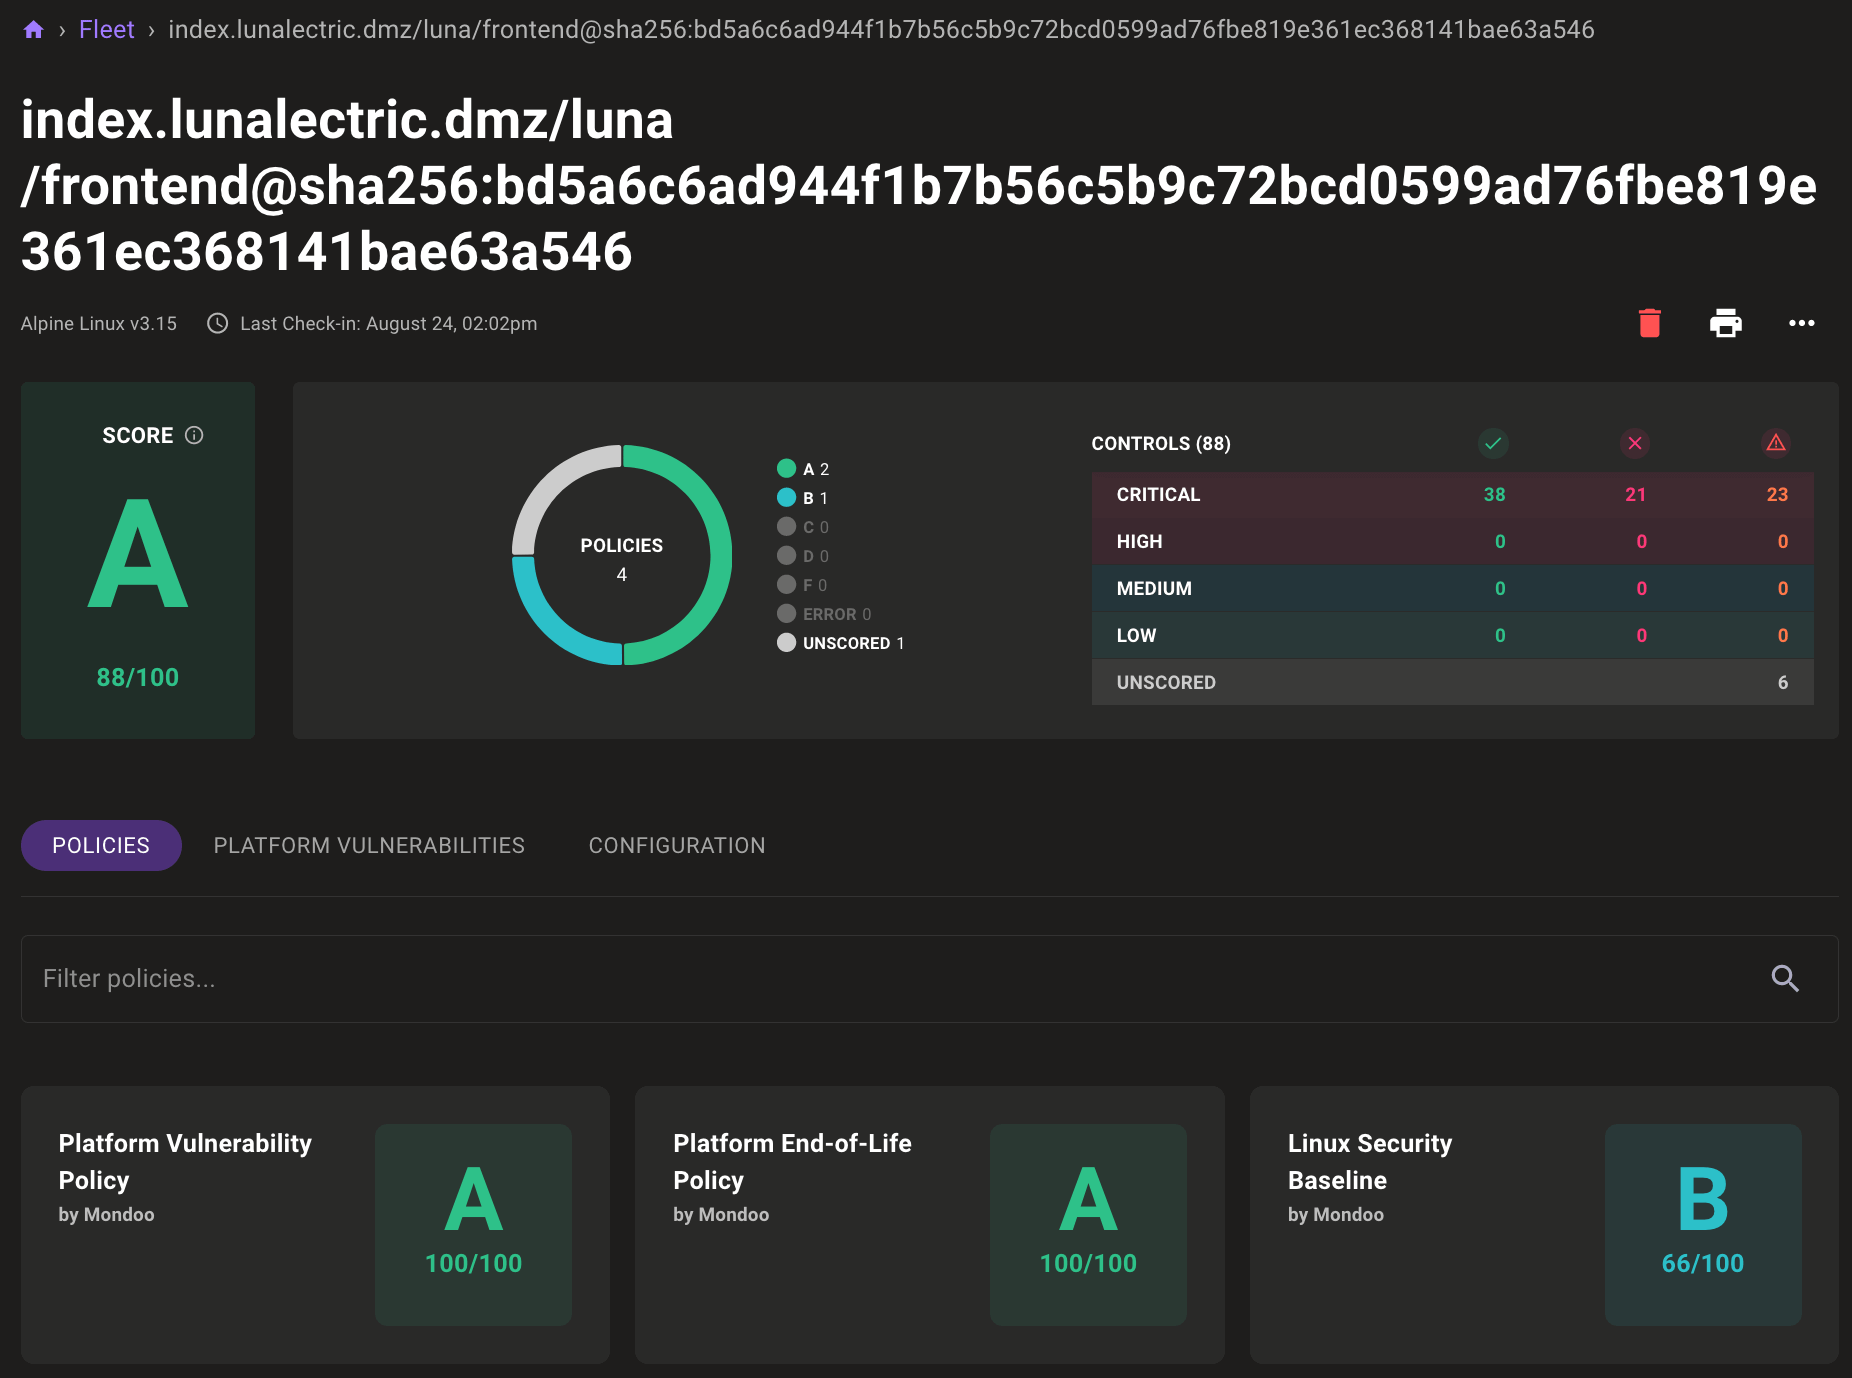 › Fleet › index.lunalectric.dmz/luna/frontend@sha256:bd5a6c6ad944f1b7b56c5b9c72bcd0599ad76fbe819e361ec368141bae63a546
index.lunalectric.dmz/luna
/frontend@sha256:bd5a6c6ad944f1b7b56c5b9c72bcd0599ad76fbe819e
361ec368141bae63a546
Alpine Linux v3.15 Last Check-in: August 24, 02:02pm
SCORE
A
88/100
POLICIES
4
A 2
B 1
C 0
D 0
F 0
ERROR 0
UNSCORED 1
CONTROLS (88)
CRITICAL 38 21 23
HIGH 0 0 0
MEDIUM 0 0 0
LOW 0 0 0
UNSCORED 6
POLICIES PLATFORM VULNERABILITIES CONFIGURATION
Filter policies...
Platform Vulnerability
Policy
by Mondoo
A
100/100
Platform End-of-Life
Policy
by Mondoo
A
100/100
Linux Security
Baseline
by Mondoo
B
66/100